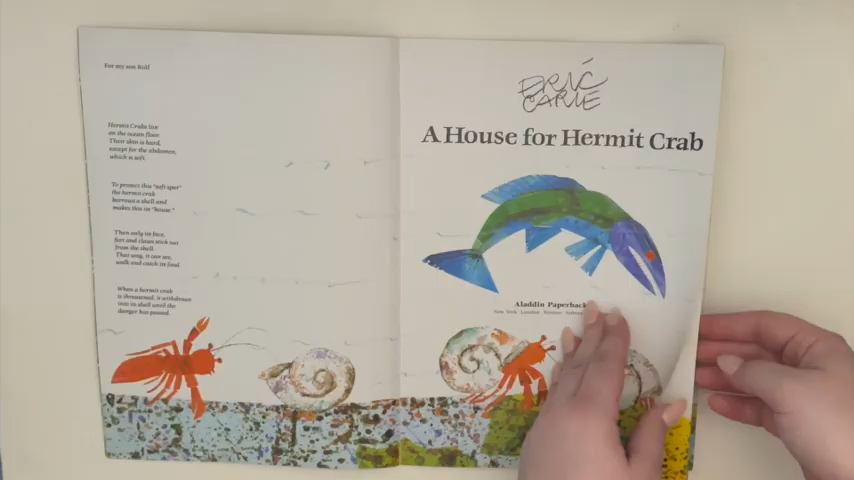 For my son Rolf
Hermit Crabs live
on the ocean floor.
Their skin is hard,
except for the abdomen,
which is soft.
To protect this "soft spot"
the hermit crab
borrows a shell and
makes this its "house."
Then only its face,
feet and claws stick out
from the shell.
That way, it can see,
walk and catch its food.
When a hermit crab
is threatened, it withdraws
into its shell until the
danger has passed.
ERIC
CARLE
A House for Hermit Crab
Aladdin Paperback
New York London Toronto